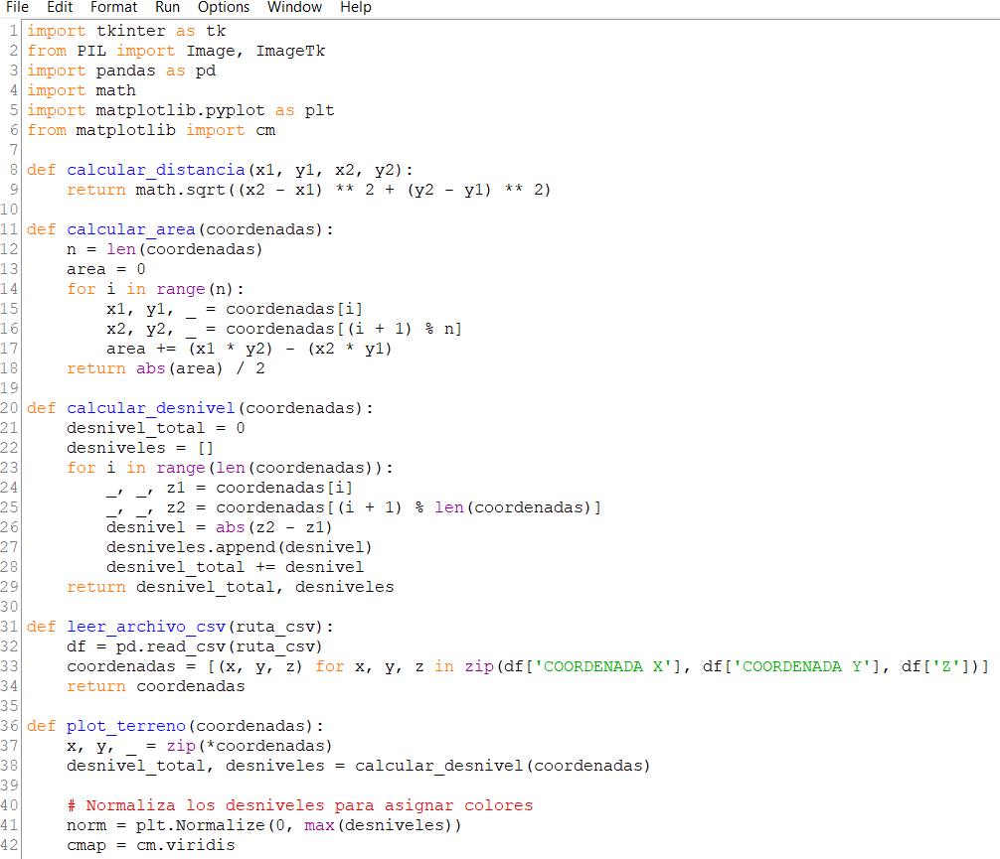 File Edit Format Run Options Window Help
1 import tkinter as tk
2 from PIL import Image, ImageTk
3 import pandas as pd
4 import math
5 import matplotlib.pyplot as plt
6 from matplotlib import cm
7
8 def calcular_distancia(x1, y1, x2, y2):
9     return math.sqrt((x2 - x1) ** 2 + (y2 - y1) ** 2)
10
11 def calcular_area(coordenadas):
12     n = len(coordenadas)
13     area = 0
14     for i in range(n):
15         x1, y1, _ = coordenadas[i]
16         x2, y2, _ = coordenadas[(i + 1) % n]
17         area += (x1 * y2) - (x2 * y1)
18     return abs(area) / 2
19
20 def calcular_desnivel(coordenadas):
21     desnivel_total = 0
22     desniveles = []
23     for i in range(len(coordenadas)):
24         _, _, z1 = coordenadas[i]
25         _, _, z2 = coordenadas[(i + 1) % len(coordenadas)]
26         desnivel = abs(z2 - z1)
27         desniveles.append(desnivel)
28         desnivel_total += desnivel
29     return desnivel_total, desniveles
30
31 def leer_archivo_csv(ruta_csv):
32     df = pd.read_csv(ruta_csv)
33     coordenadas = [(x, y, z) for x, y, z in zip(df['COORDENADA X'], df['COORDENADA Y'], df['Z'])]
34     return coordenadas
35
36 def plot_terreno(coordenadas):
37     x, y, _ = zip(*coordenadas)
38     desnivel_total, desniveles = calcular_desnivel(coordenadas)
39
40     # Normaliza los desniveles para asignar colores
41     norm = plt.Normalize(0, max(desniveles))
42     cmap = cm.viridis